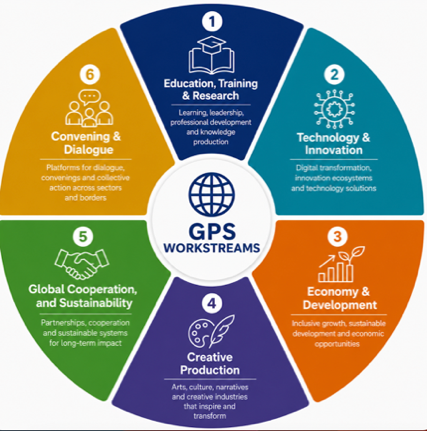 1
Education, Training
& Research
Learning, leadership,
professional development
and knowledge
production
2
Technology &
Innovation
Digital transformation,
innovation ecosystems
and technology solutions
3
Economy &
Development
Inclusive growth, sustainable
development and economic
opportunities
4
Creative
Production
Arts, culture, narratives
and creative industries
that inspire and
transform
5
Global Cooperation,
and Sustainability
Partnerships, cooperation
and sustainable systems
for long-term impact
6
Convening &
Dialogue
Platforms for dialogue,
convenings and collective
action across sectors
and borders
GPS
WORKSTREAMS